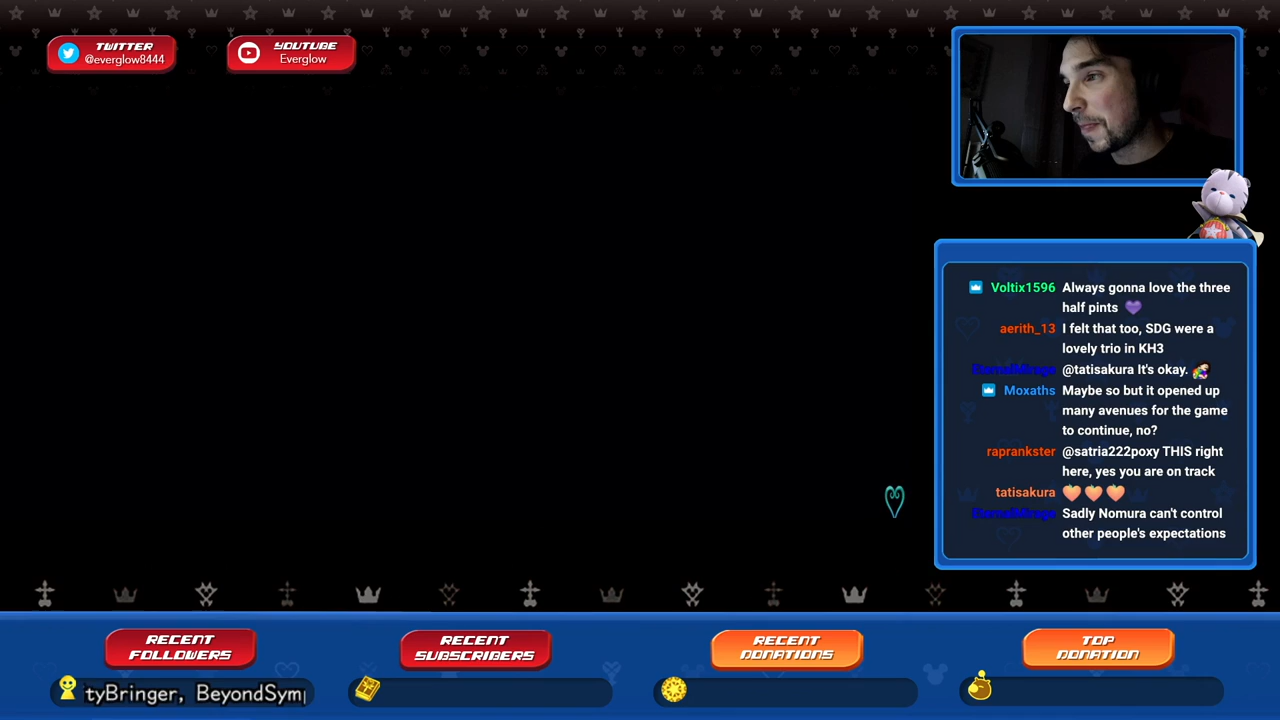 TWITTER
@everglow8444
YOUTUBE
Everglow
Voltix1596 Always gonna love the three
half pints
aerith_13 I felt that too, SDG were a
lovely trio in KH3
EternalMirage @tatisakura It's okay.
Moxaths Maybe so but it opened up
many avenues for the game
to continue, no?
raprankster @satria222poxy THIS right
here, yes you are on track
tatisakura
EternalMirage Sadly Nomura can't control
other people's expectations
RECENT
FOLLOWERS
RECENT
SUBSCRIBERS
RECENT
DONATIONS
TOP
DONATION
tyBringer, BeyondSym